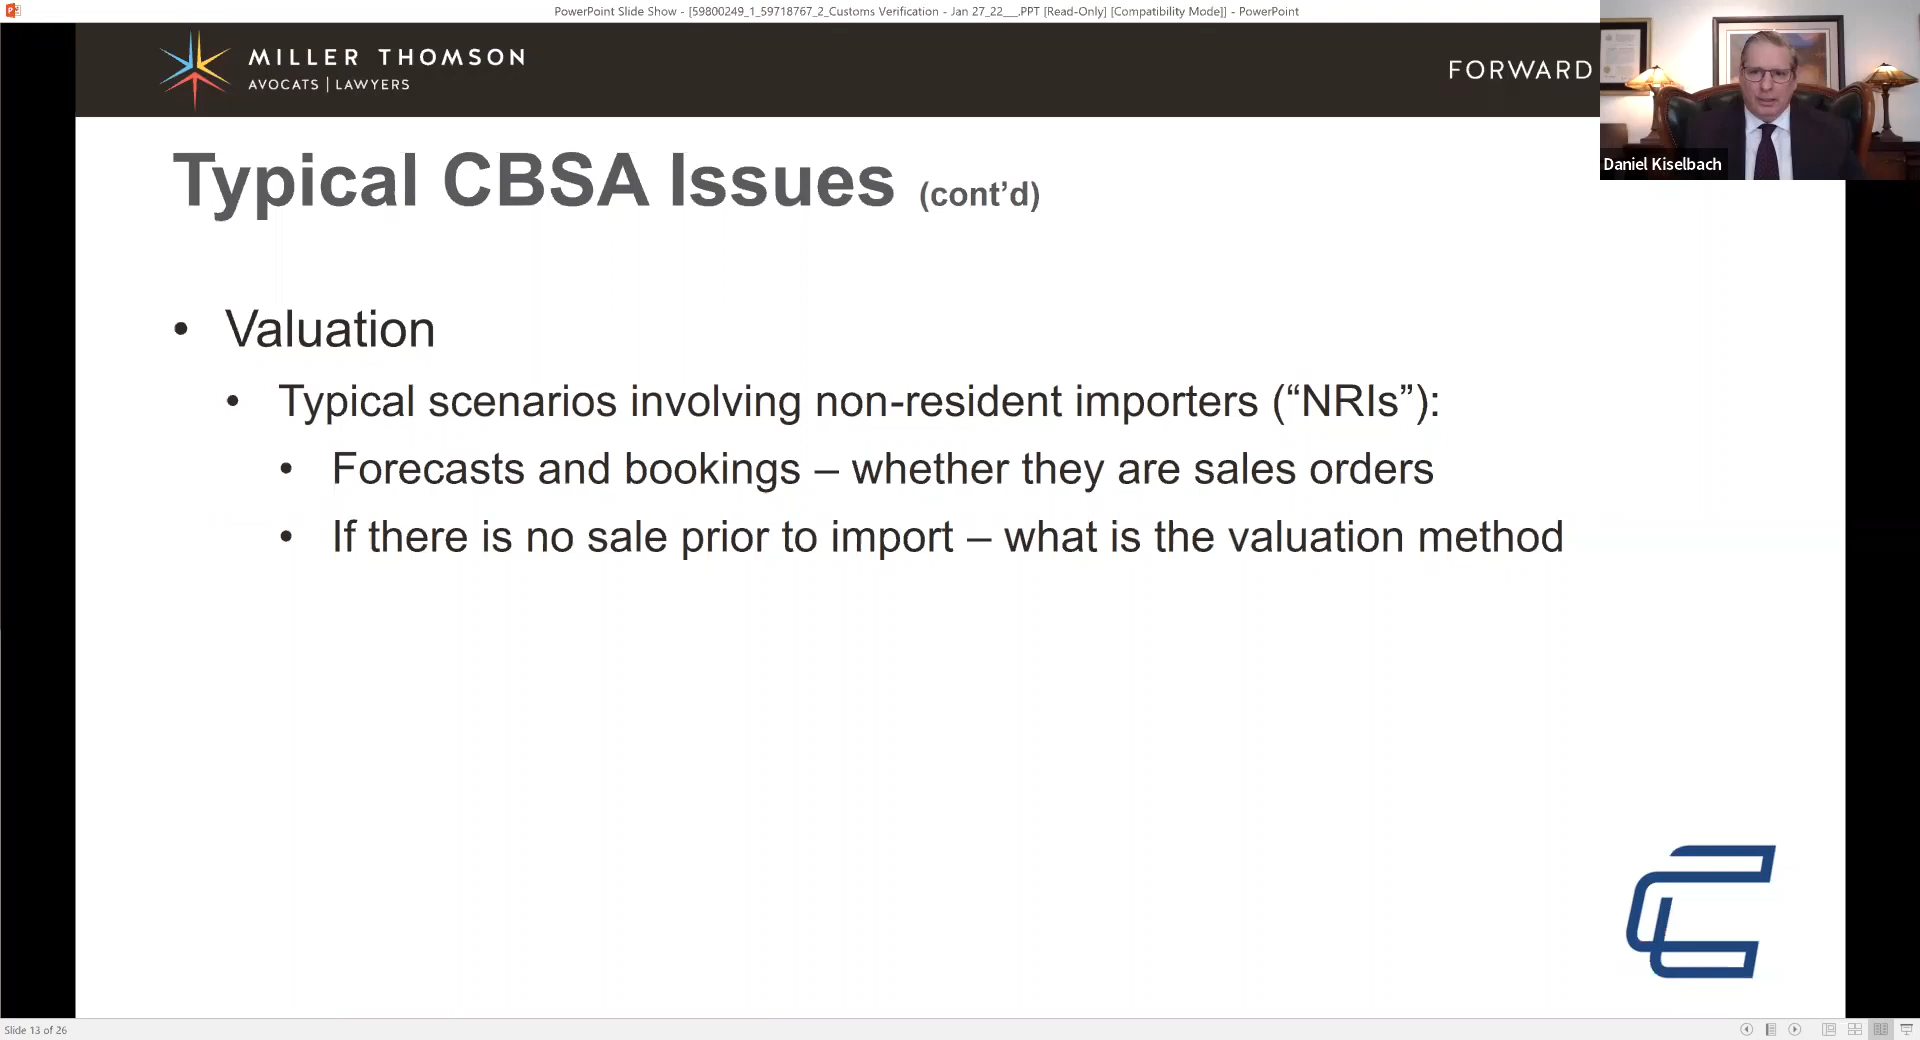 PowerPoint Slide Show - [59800249_1_59718767_2_Customs Verification - Jan 27_22___.PPT [Read-Only] [Compatibility Mode]] - PowerPoint
MILLER THOMSON
AVOCATS | LAWYERS
FORWARD
Daniel Kiselbach
Typical CBSA Issues (cont’d)
• Valuation
• Typical scenarios involving non-resident importers (“NRIs”):
• Forecasts and bookings – whether they are sales orders
• If there is no sale prior to import – what is the valuation method
Slide 13 of 26